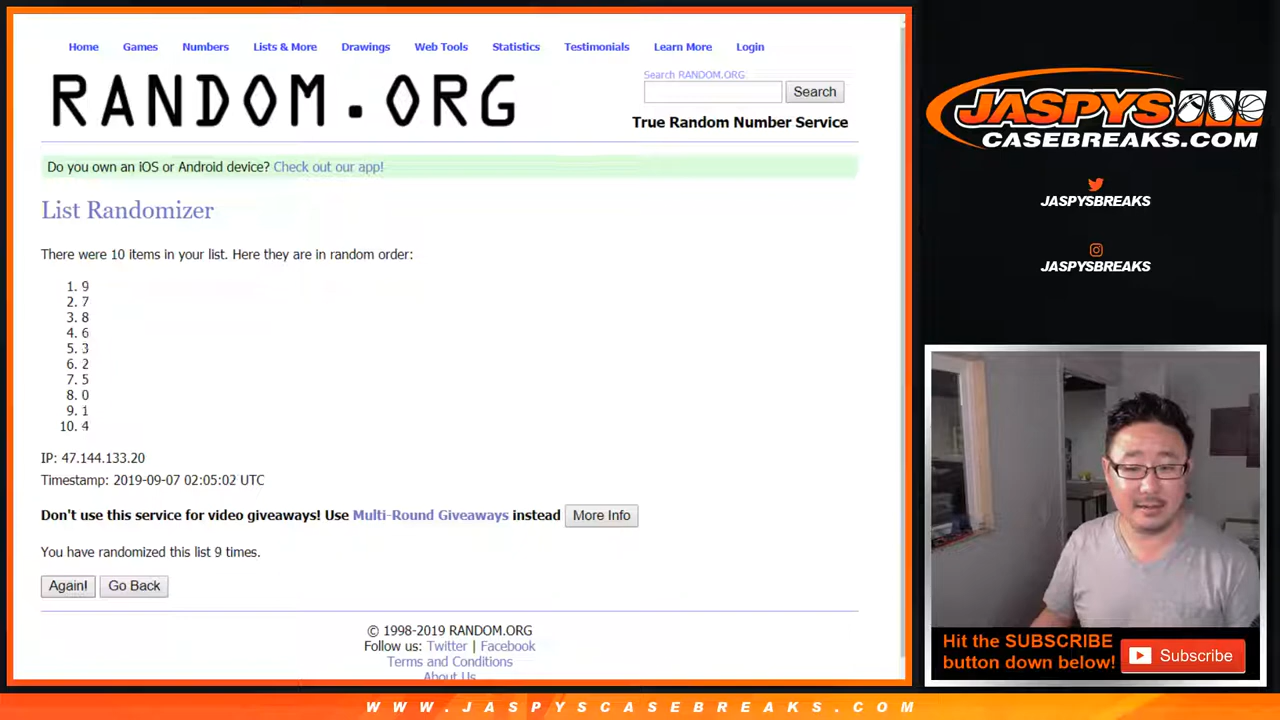 Home Games Numbers Lists & More Drawings Web Tools Statistics Testimonials Learn More Login
RANDOM.ORG
Search RANDOM.ORG
Search
True Random Number Service
Do you own an iOS or Android device? Check out our app!
List Randomizer
There were 10 items in your list. Here they are in random order:
1. 9
2. 7
3. 8
4. 6
5. 3
6. 2
7. 5
8. 0
9. 1
10. 4
IP: 47.144.133.20
Timestamp: 2019-09-07 02:05:02 UTC
Don't use this service for video giveaways! Use Multi-Round Giveaways instead More Info
You have randomized this list 9 times.
Again! Go Back
© 1998-2019 RANDOM.ORG
Follow us: Twitter | Facebook
Terms and Conditions
About Us
JASPYS
CASEBREAKS.COM
JASPYSBREAKS
JASPYSBREAKS
Hit the SUBSCRIBE
button down below!
Subscribe
WWW.JASPYSCASEBREAKS.COM